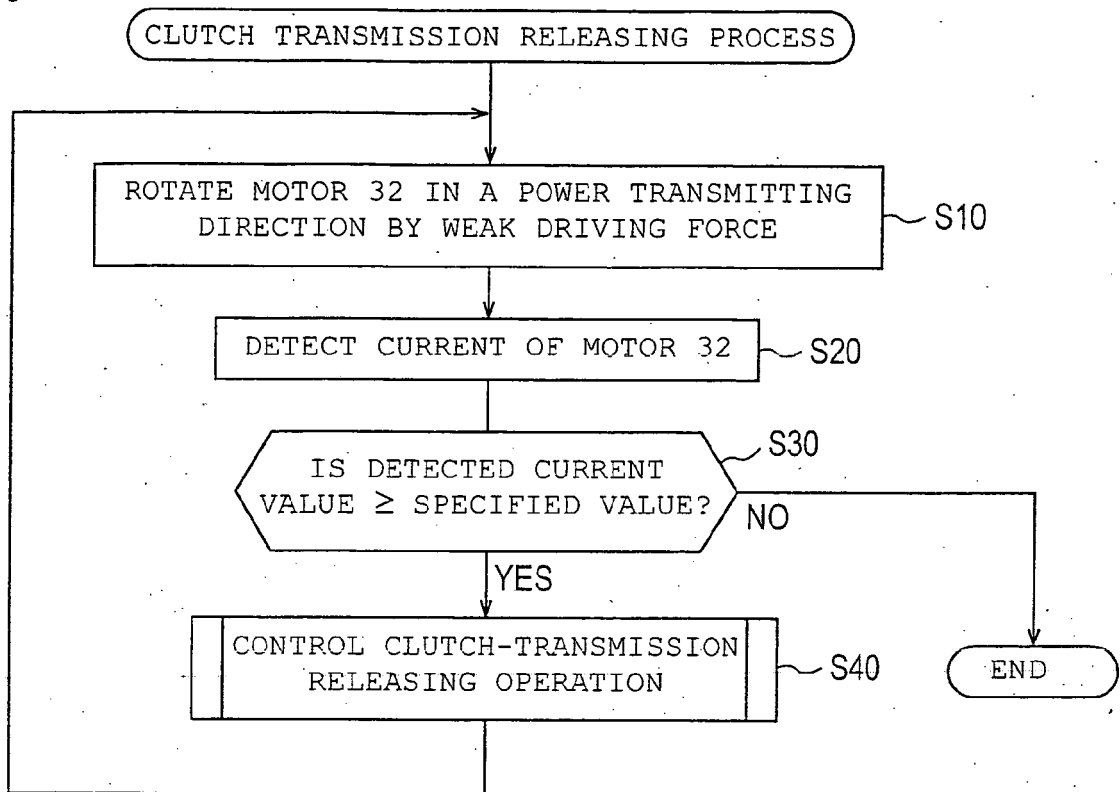 CLUTCH TRANSMISSION RELEASING PROCESS
ROTATE MOTOR 32 IN A POWER TRANSMITTING
DIRECTION BY WEAK DRIVING FORCE
S10
DETECT CURRENT OF MOTOR 32
S20
IS DETECTED CURRENT
VALUE ≥ SPECIFIED VALUE?
S30
NO
YES
CONTROL CLUTCH-TRANSMISSION
RELEASING OPERATION
S40
END